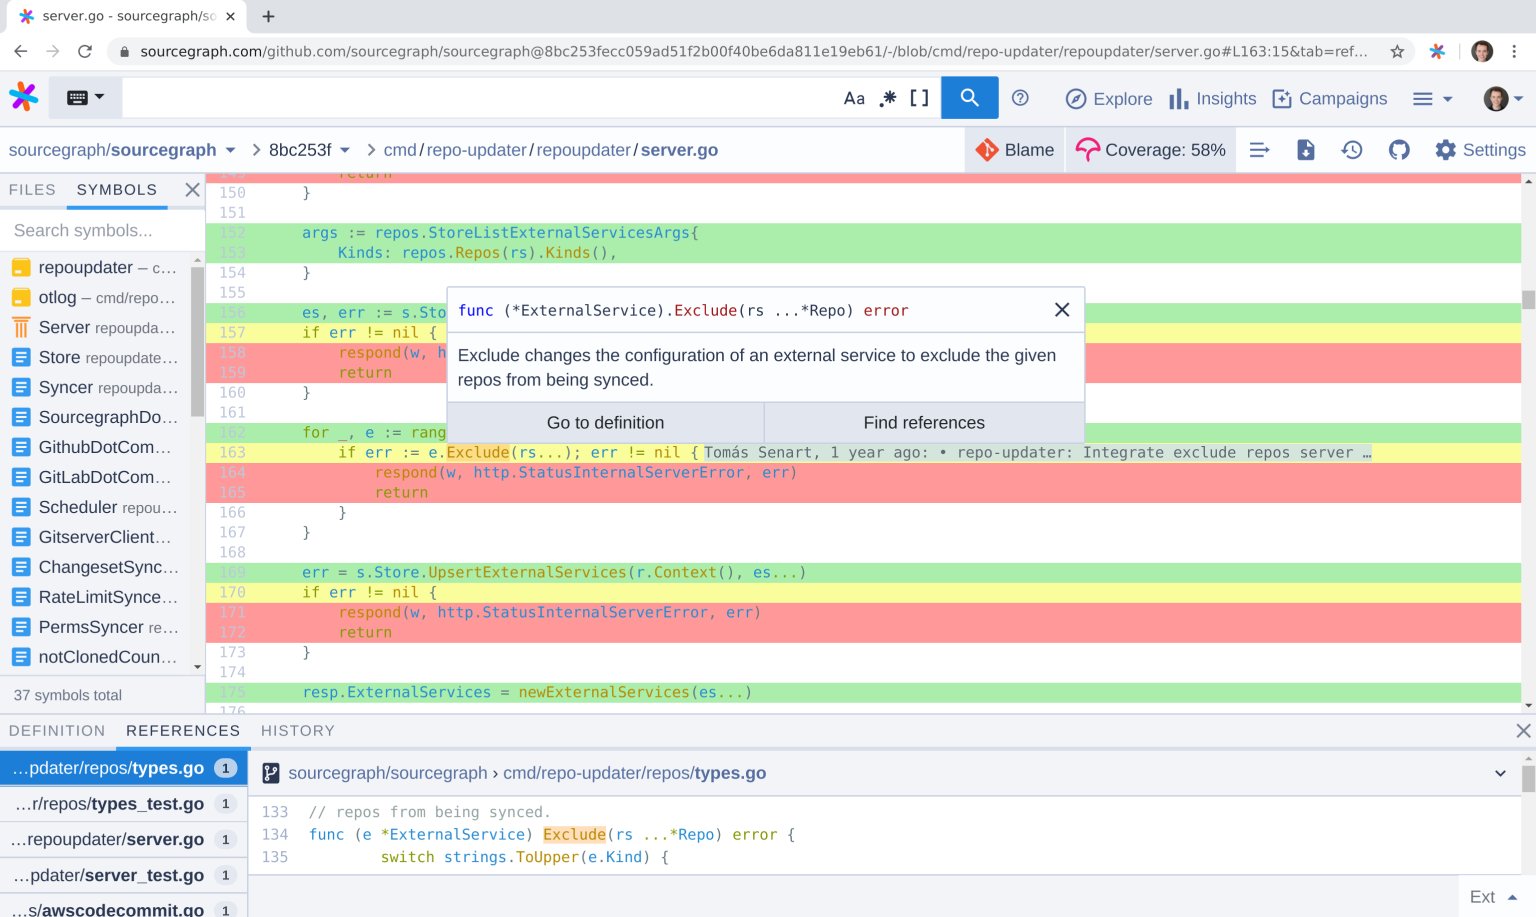 server.go - sourcegraph/so
sourcegraph.com/github.com/sourcegraph/sourcegraph@8bc253fecc059ad51f2b00f40be6da811e19eb61/-/blob/cmd/repo-updater/repoupdater/server.go#L163:15&tab=ref...
Aa .* [ ] Explore Insights Campaigns
sourcegraph/sourcegraph > 8bc253f > cmd/repo-updater/repoupdater/server.go Blame Coverage: 58% Settings
FILES SYMBOLS
Search symbols...
repoupdater – c...
otlog – cmd/repo...
Server repoupda...
Store repoupdate...
Syncer repoupda...
SourcegraphDo...
GithubDotCom...
GitLabDotCom...
Scheduler repou...
GitserverClient...
ChangesetSync...
RateLimitSynce...
PermsSyncer re...
notClonedCoun...
37 symbols total
149 return
150 }
151
152 args := repos.StoreListExternalServicesArgs{
153 Kinds: repos.Repos(rs).Kinds(),
154 }
155
156 es, err := s.Sto
157 if err != nil {
158 respond(w, h
159 return
160 }
161
162 for _, e := rang
163 if err := e.Exclude(rs...); err != nil { Tomás Senart, 1 year ago: • repo-updater: Integrate exclude repos server …
164 respond(w, http.StatusInternalServerError, err)
165 return
166 }
167 }
168
169 err = s.Store.UpsertExternalServices(r.Context(), es...)
170 if err != nil {
171 respond(w, http.StatusInternalServerError, err)
172 return
173 }
174
175 resp.ExternalServices = newExternalServices(es...)
176
func (*ExternalService).Exclude(rs ...*Repo) error
Exclude changes the configuration of an external service to exclude the given
repos from being synced.
Go to definition Find references
DEFINITION REFERENCES HISTORY
...pdater/repos/types.go 1
...r/repos/types_test.go 1
...repoupdater/server.go 1
...pdater/server_test.go 1
...s/awscodecommit.go 1
sourcegraph/sourcegraph › cmd/repo-updater/repos/types.go
133 // repos from being synced.
134 func (e *ExternalService) Exclude(rs ...*Repo) error {
135 switch strings.ToUpper(e.Kind) {
Ext